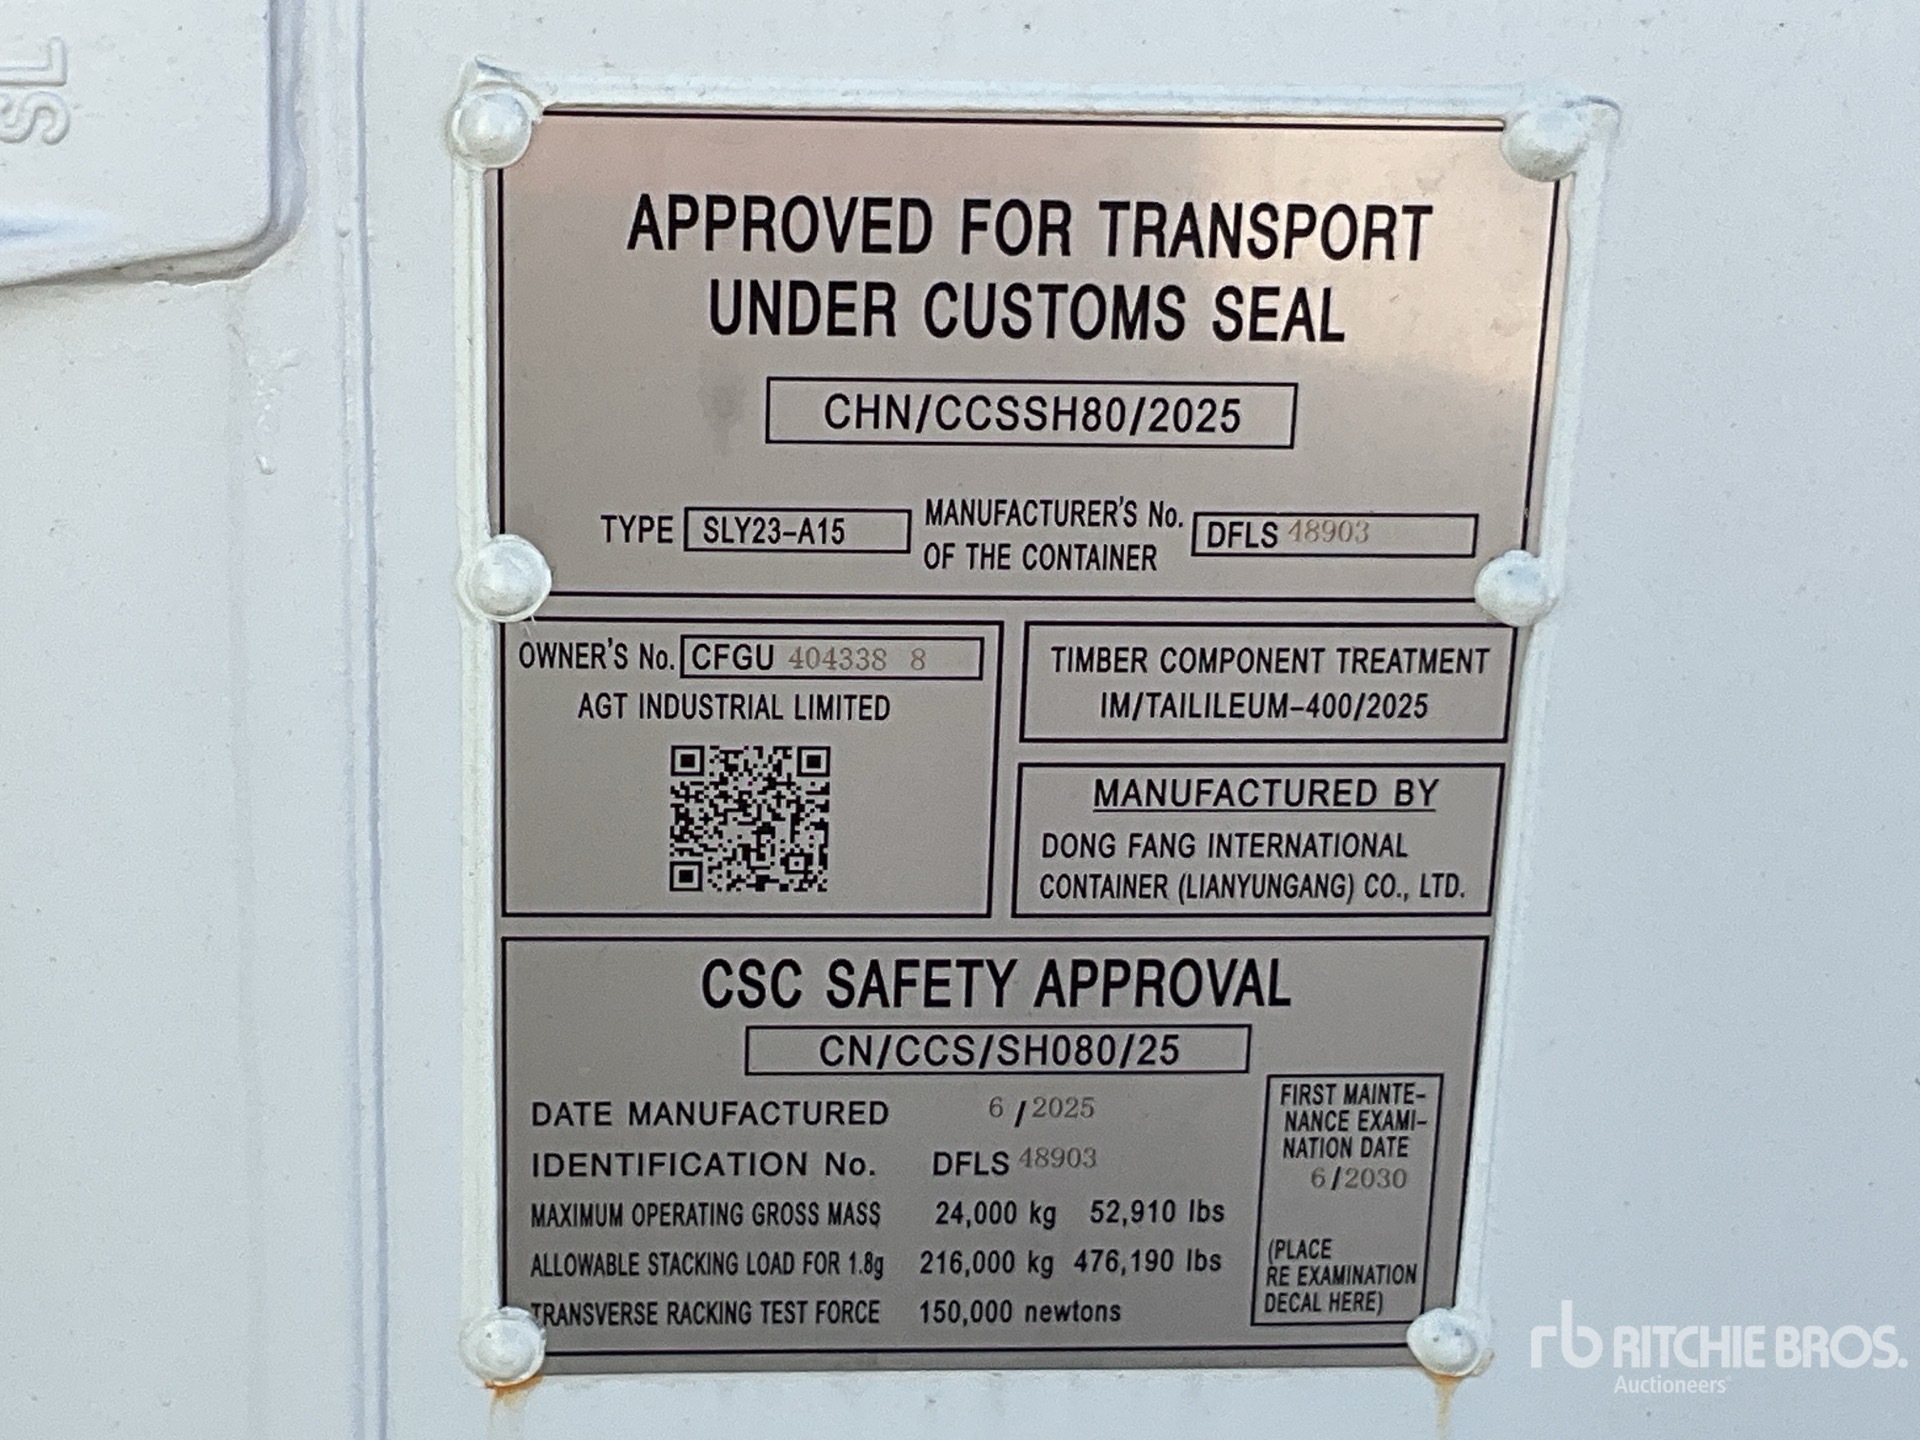 SL
APPROVED FOR TRANSPORT
UNDER CUSTOMS SEAL
CHN/CCSSH80/2025
TYPE SLY23-A15 MANUFACTURER'S No. OF THE CONTAINER DFLS 48903
OWNER'S No. CFGU 404338 8
AGT INDUSTRIAL LIMITED
TIMBER COMPONENT TREATMENT
IM/TAILILEUM-400/2025
MANUFACTURED BY
DONG FANG INTERNATIONAL
CONTAINER (LIANYUNGANG) CO., LTD.
CSC SAFETY APPROVAL
CN/CCS/SH080/25
DATE MANUFACTURED 6/2025
IDENTIFICATION No. DFLS 48903
MAXIMUM OPERATING GROSS MASS 24,000 kg 52,910 lbs
ALLOWABLE STACKING LOAD FOR 1.8g 216,000 kg 476,190 lbs
TRANSVERSE RACKING TEST FORCE 150,000 newtons
FIRST MAINTE-
NANCE EXAMI-
NATION DATE
6/2030
(PLACE
RE EXAMINATION
DECAL HERE)
rb RITCHIE BROS.
Auctioneers